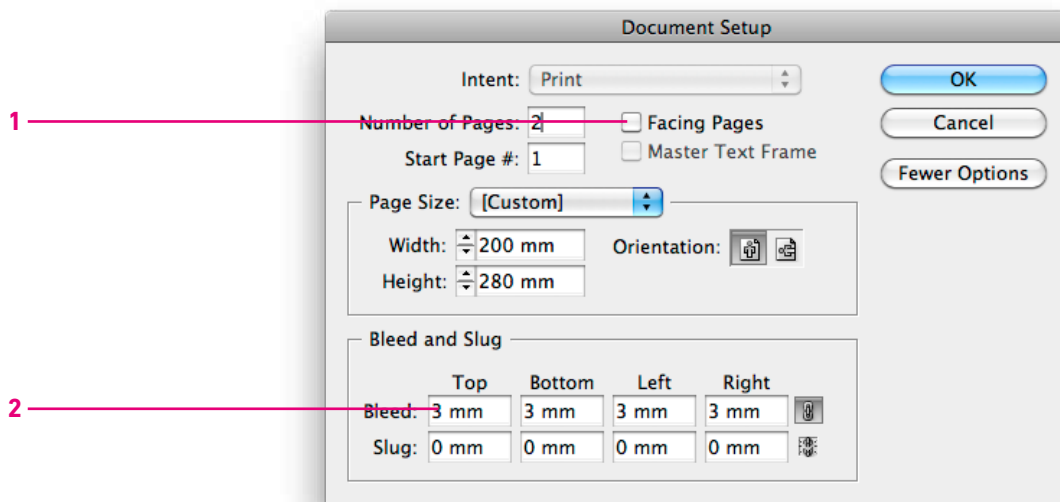 Document Setup
Intent: Print
OK
1
Number of Pages: 2
Facing Pages
Cancel
Start Page #: 1
Master Text Frame
Fewer Options
Page Size: [Custom]
Width: 200 mm
Orientation:
Height: 280 mm
Bleed and Slug
Top Bottom Left Right
2
Bleed: 3 mm 3 mm 3 mm 3 mm
Slug: 0 mm 0 mm 0 mm 0 mm